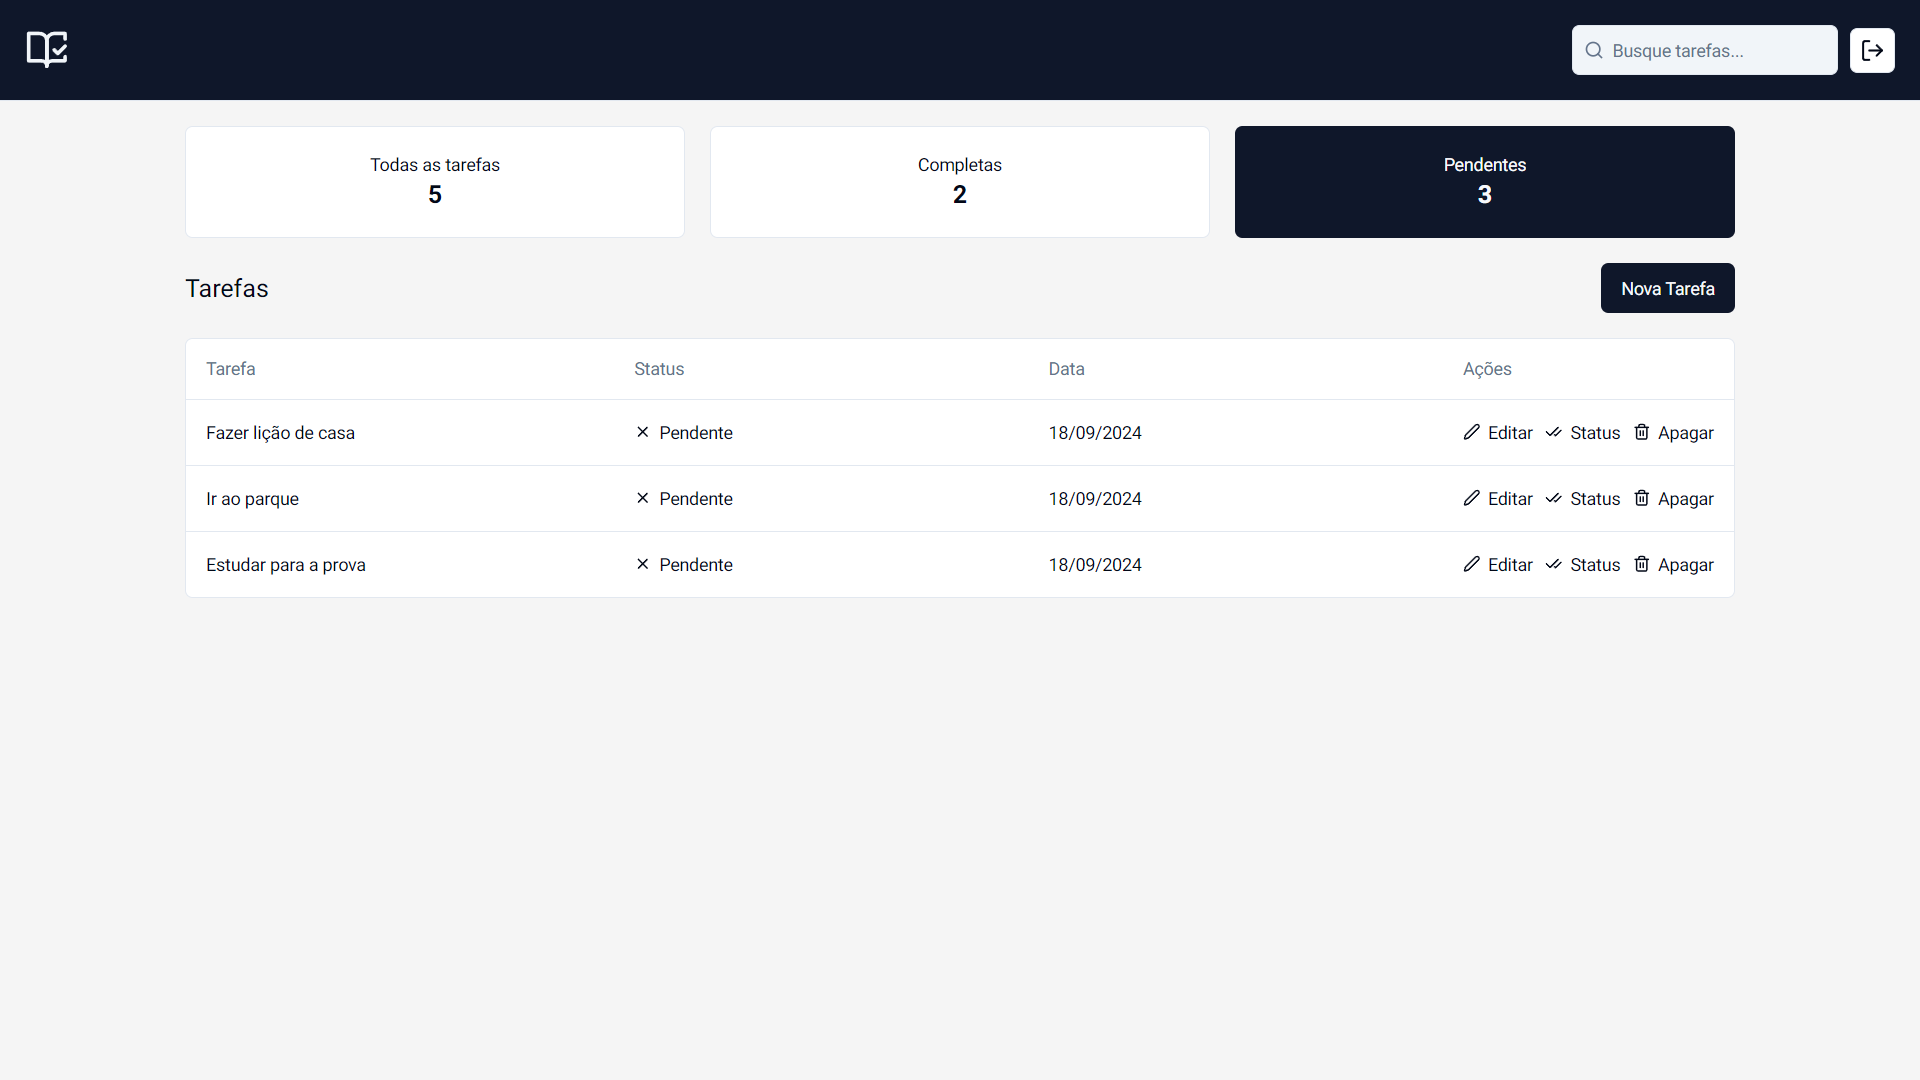 Busque tarefas...
Todas as tarefas
5
Completas
2
Pendentes
3
Tarefas
Nova Tarefa
Tarefa Status Data Ações
Fazer lição de casa Pendente 18/09/2024 Editar Status Apagar
Ir ao parque Pendente 18/09/2024 Editar Status Apagar
Estudar para a prova Pendente 18/09/2024 Editar Status Apagar